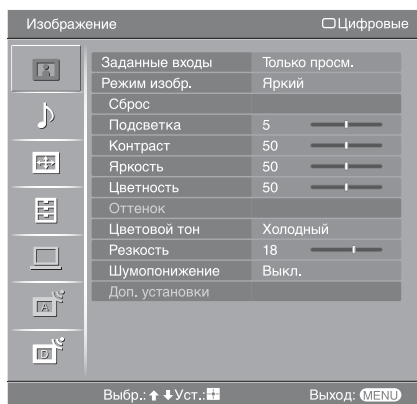 Изображение Цифровые
Заданные входы Только просм.
Режим изобр. Яркий
Сброс
Подсветка 5
Контраст 50
Яркость 50
Цветность 50
Оттенок
Цветовой тон Холодный
Резкость 18
Шумопонижение Выкл.
Доп. установки
A
D
Выбр.: Уст.: Выход: MENU